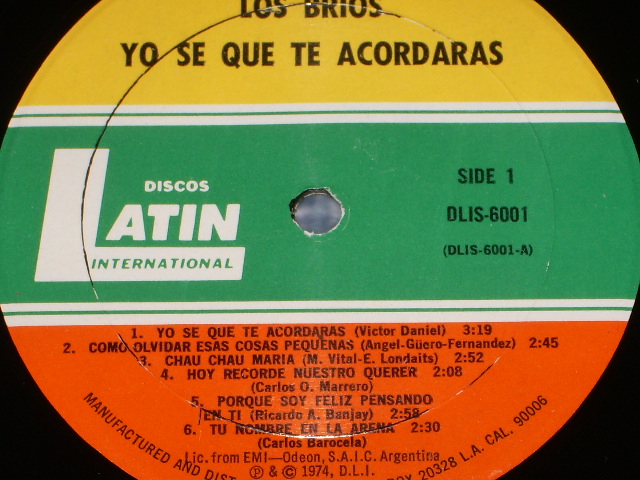 LOS BRIOS
YO SE QUE TE ACORDARAS
DISCOS
LATIN
INTERNATIONAL
SIDE 1
DLIS-6001
(DLIS-6001-A)
1. YO SE QUE TE ACORDARAS (Victor Daniel) 3:19
2. COMO OLVIDAR ESAS COSAS PEQUENAS (Angel-Güero-Fernandez) 2:45
3. CHAU CHAU MARIA (M. Vital-E. Londaits) 2:52
4. HOY RECORDE NUESTRO QUERER 2:08
(Carlos O. Marrero)
5. PORQUE SOY FELIZ PENSANDO
EN TI (Ricardo A. Banjay) 2:58
6. TU NOMBRE EN LA ARENA 2:30
(Carlos Barocela)
Lic. from EMI—Odeon, S.A.I.C. Argentina
℗ & © 1974, D.L.I.
MANUFACTURED AND DIST BOX 20328 L.A. CAL. 90006